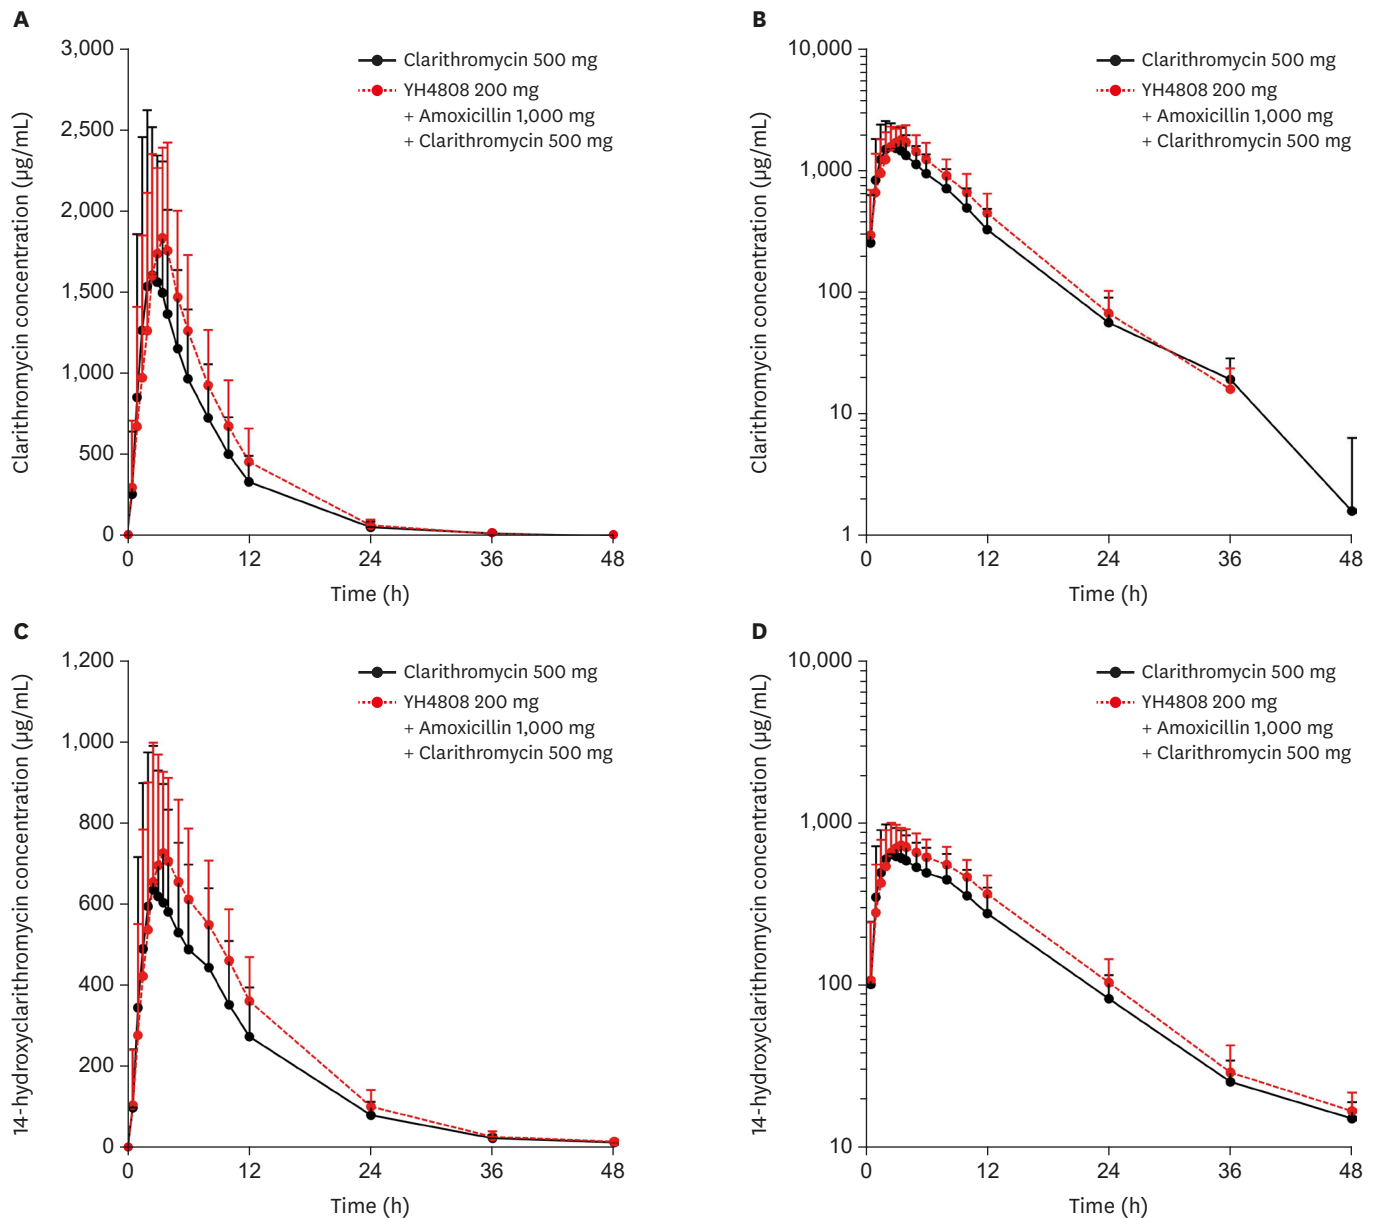 A
Clarithromycin concentration (µg/mL)
3,000
2,500
2,000
1,500
1,000
500
0
0 12 24 36 48
Time (h)
Clarithromycin 500 mg
YH4808 200 mg
+ Amoxicillin 1,000 mg
+ Clarithromycin 500 mg
B
Clarithromycin concentration (µg/mL)
10,000
1,000
100
10
1
0 12 24 36 48
Time (h)
Clarithromycin 500 mg
YH4808 200 mg
+ Amoxicillin 1,000 mg
+ Clarithromycin 500 mg
C
14-hydroxyclarithromycin concentration (µg/mL)
1,200
1,000
800
600
400
200
0
0 12 24 36 48
Time (h)
Clarithromycin 500 mg
YH4808 200 mg
+ Amoxicillin 1,000 mg
+ Clarithromycin 500 mg
D
14-hydroxyclarithromycin concentration (µg/mL)
10,000
1,000
100
10
0 12 24 36 48
Time (h)
Clarithromycin 500 mg
YH4808 200 mg
+ Amoxicillin 1,000 mg
+ Clarithromycin 500 mg